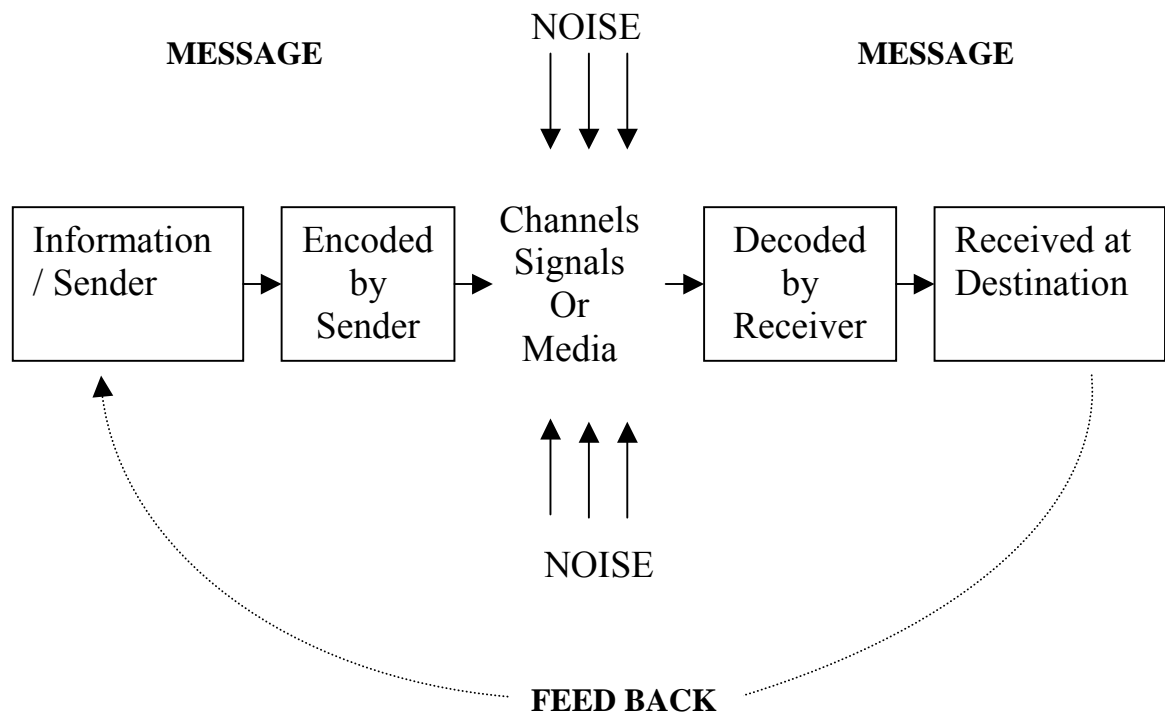 NOISE
MESSAGE
MESSAGE
Information
/ Sender
Encoded
by
Sender
Channels
Signals
Or
Media
Decoded
by
Receiver
Received at
Destination
NOISE
FEED BACK